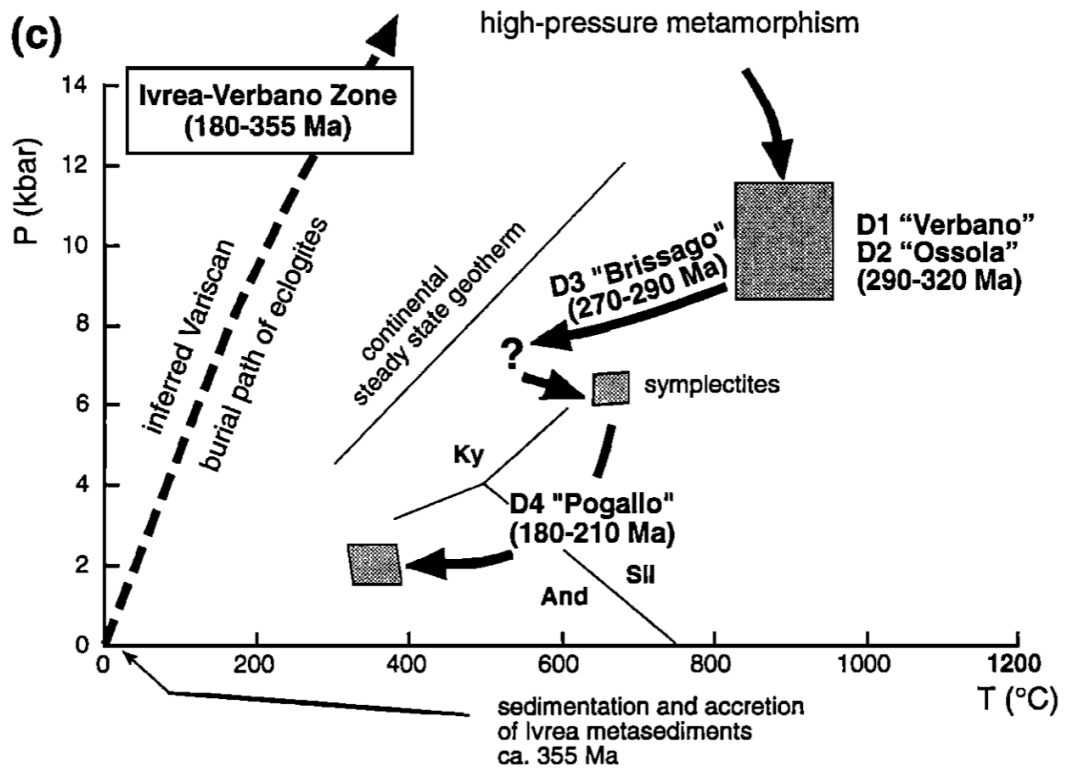 (c)
high-pressure metamorphism
Ivrea-Verbano Zone
(180-355 Ma)
P (kbar)
14
12
10
8
6
4
2
0
inferred Variscan
burial path of eclogites
continental
steady state geotherm
D3 "Brissago"
(270-290 Ma)
D1 “Verbano”
D2 “Ossola”
(290-320 Ma)
?
symplectites
Ky
D4 "Pogallo"
(180-210 Ma)
And
Sil
0
200
400
600
800
1000
1200
T (°C)
sedimentation and accretion
of Ivrea metasediments
ca. 355 Ma